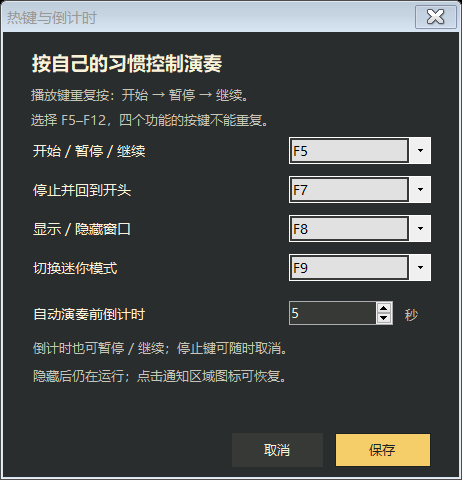 热键与倒计时
按自己的习惯控制演奏
播放键重复按：开始 → 暂停 → 继续。
选择 F5–F12，四个功能的按键不能重复。
开始 / 暂停 / 继续 F5
停止并回到开头 F7
显示 / 隐藏窗口 F8
切换迷你模式 F9
自动演奏前倒计时 5 秒
倒计时也可暂停 / 继续；停止键可随时取消。
隐藏后仍在运行；点击通知区域图标可恢复。
取消 保存